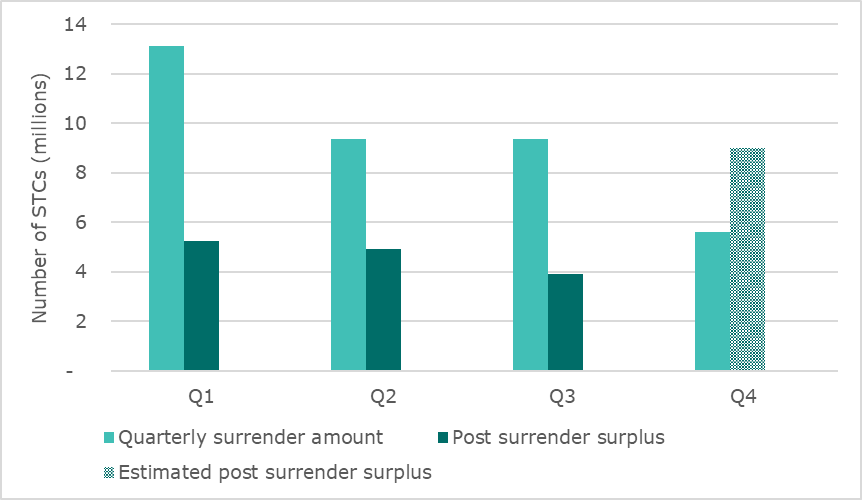 14
12
10
8
6
4
2
-
Number of STCs (millions)
Q1 Q2 Q3 Q4
Quarterly surrender amount Post surrender surplus
Estimated post surrender surplus